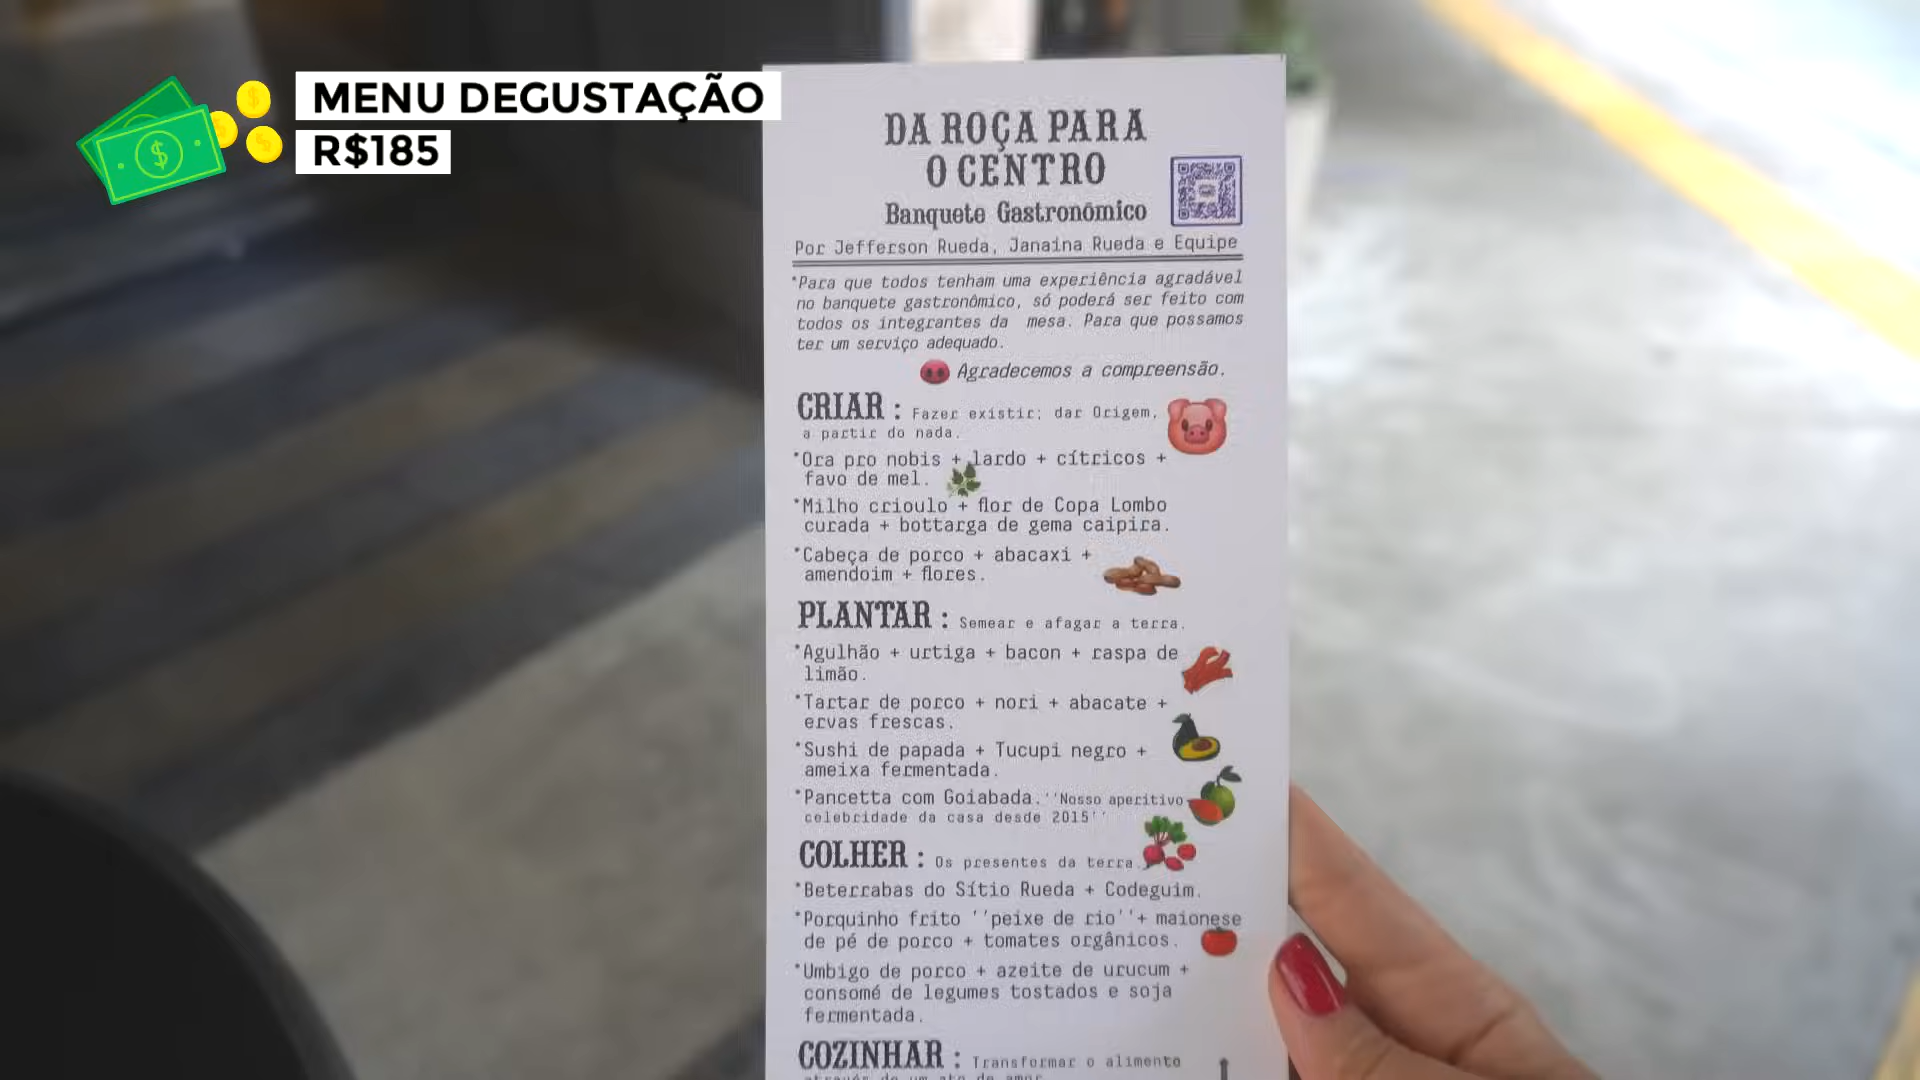 MENU DEGUSTAÇÃO
R$185
DA ROÇA PARA
O CENTRO
Banquete Gastronômico
Por Jefferson Rueda, Janaina Rueda e Equipe
*Para que todos tenham uma experiência agradável
no banquete gastronômico, só poderá ser feito com
todos os integrantes da mesa. Para que possamos
ter um serviço adequado.
Agradecemos a compreensão.
CRIAR : Fazer existir; dar Origem,
a partir do nada.
*Ora pro nobis + lardo + cítricos +
favo de mel.
*Milho crioulo + flor de Copa Lombo
curada + bottarga de gema caipira.
*Cabeça de porco + abacaxi +
amendoim + flores.
PLANTAR : Semear e afagar a terra.
*Agulhão + urtiga + bacon + raspa de
limão.
*Tartar de porco + nori + abacate +
ervas frescas.
*Sushi de papada + Tucupi negro +
ameixa fermentada.
*Pancetta com Goiabada.''Nosso aperitivo
celebridade da casa desde 2015''
COLHER : Os presentes da terra.
*Beterrabas do Sítio Rueda + Codeguim.
*Porquinho frito ''peixe de rio''+ maionese
de pé de porco + tomates orgânicos.
*Umbigo de porco + azeite de urucum +
consomé de legumes tostados e soja
fermentada.
COZINHAR : Transformar o alimento
através de um ato de amor.